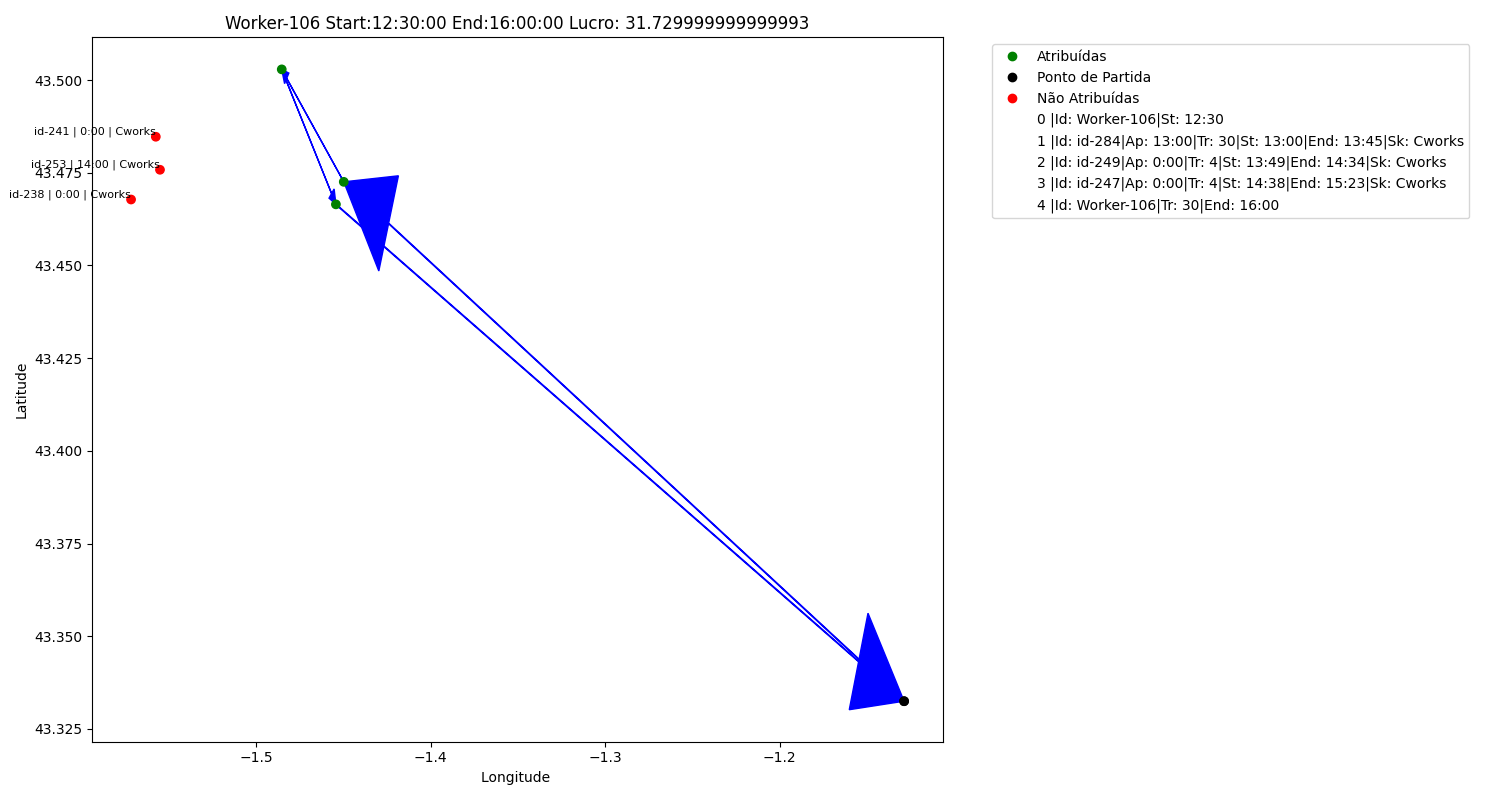 Worker-106 Start:12:30:00 End:16:00:00 Lucro: 31.729999999999993
Atribuídas
Ponto de Partida
Não Atribuídas
0 |Id: Worker-106|St: 12:30
1 |Id: id-284|Ap: 13:00|Tr: 30|St: 13:00|End: 13:45|Sk: Cworks
2 |Id: id-249|Ap: 0:00|Tr: 4|St: 13:49|End: 14:34|Sk: Cworks
3 |Id: id-247|Ap: 0:00|Tr: 4|St: 14:38|End: 15:23|Sk: Cworks
4 |Id: Worker-106|Tr: 30|End: 16:00
43.500
id-241 | 0:00 | Cworks
id-253 | 14:00 | Cworks
43.475
id-238 | 0:00 | Cworks
43.450
43.425
43.400
43.375
43.350
43.325
Latitude
−1.5 −1.4 −1.3 −1.2
Longitude